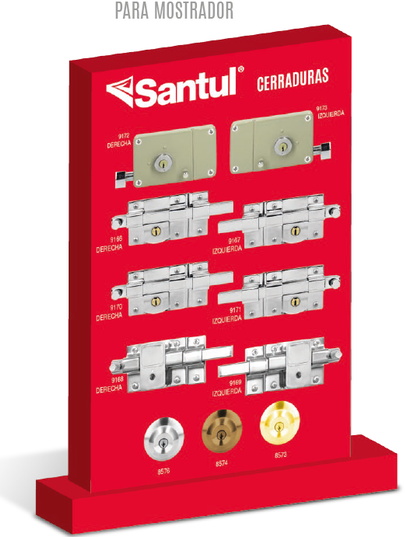 PARA MOSTRADOR
Santul®
CERRADURAS
9172
DERECHA
9173
IZQUIERDA
9166
DERECHA
9167
IZQUIERDA
9170
DERECHA
9171
IZQUIERDA
9168
DERECHA
9169
IZQUIERDA
8576
8574
8573